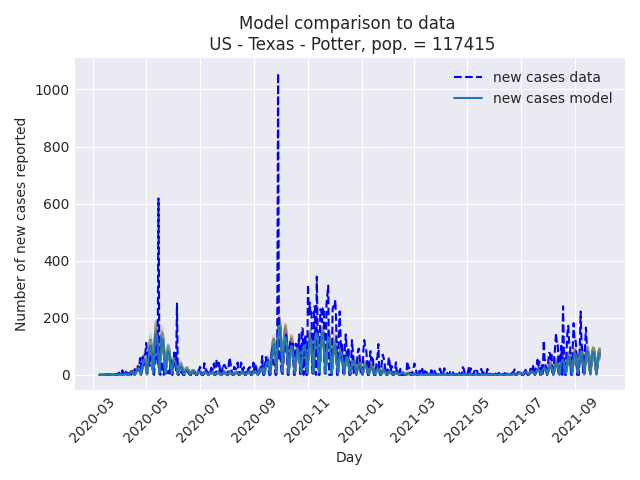 Model comparison to data
US - Texas - Potter, pop. = 117415
new cases data
new cases model
Number of new cases reported
1000
800
600
400
200
0
2020-03
2020-05
2020-07
2020-09
2020-11
2021-01
2021-03
2021-05
2021-07
2021-09
Day